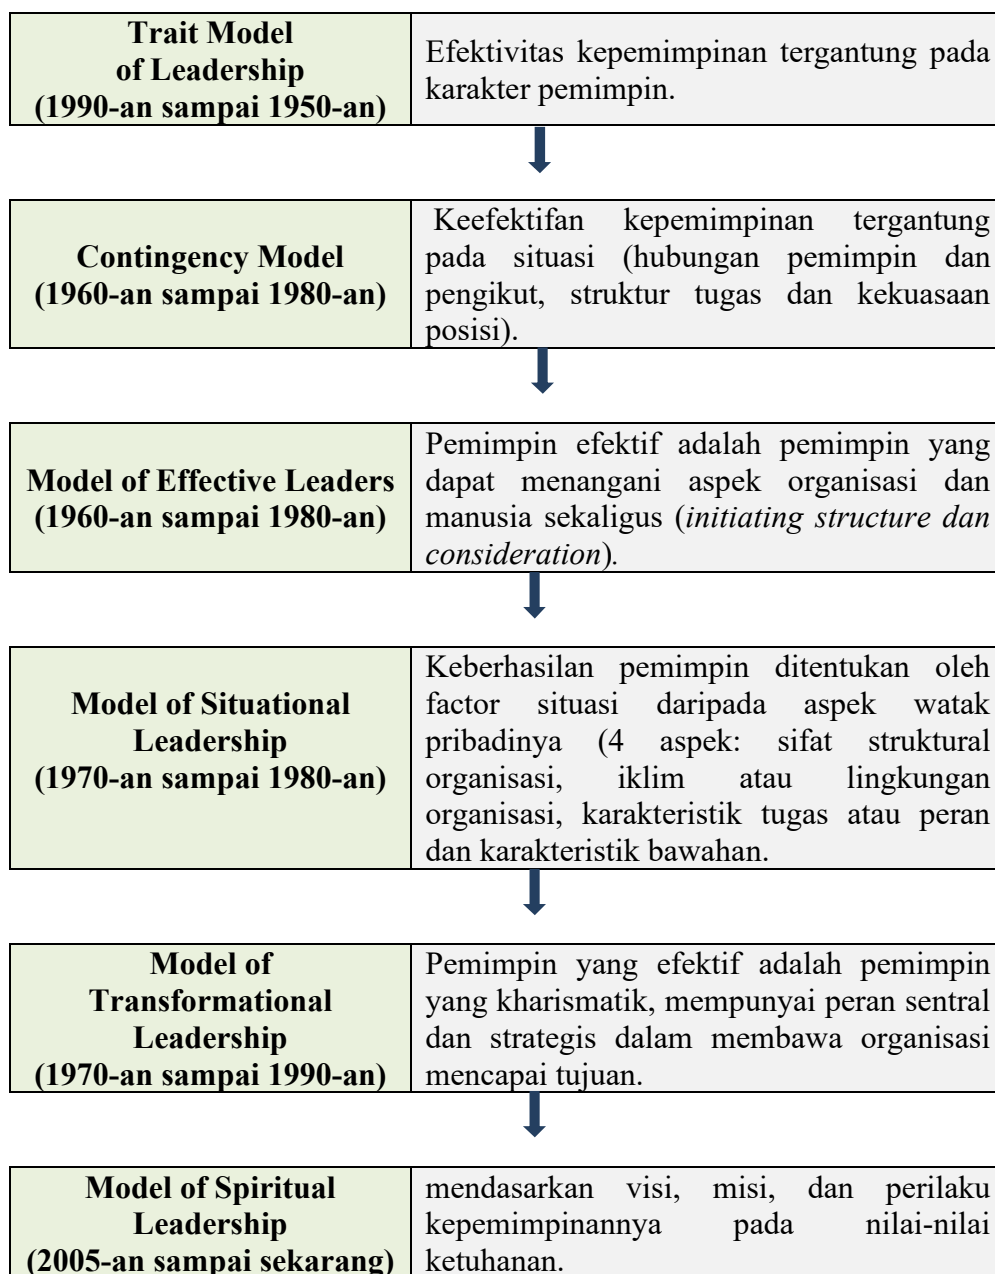 Trait Model
of Leadership
(1990-an sampai 1950-an)
Efektivitas kepemimpinan tergantung pada
karakter pemimpin.
Contingency Model
(1960-an sampai 1980-an)
Keefektifan kepemimpinan tergantung
pada situasi (hubungan pemimpin dan
pengikut, struktur tugas dan kekuasaan
posisi).
Model of Effective Leaders
(1960-an sampai 1980-an)
Pemimpin efektif adalah pemimpin yang
dapat menangani aspek organisasi dan
manusia sekaligus (initiating structure dan
consideration).
Model of Situational
Leadership
(1970-an sampai 1980-an)
Keberhasilan pemimpin ditentukan oleh
factor situasi daripada aspek watak
pribadinya (4 aspek: sifat struktural
organisasi, iklim atau lingkungan
organisasi, karakteristik tugas atau peran
dan karakteristik bawahan.
Model of
Transformational
Leadership
(1970-an sampai 1990-an)
Pemimpin yang efektif adalah pemimpin
yang kharismatik, mempunyai peran sentral
dan strategis dalam membawa organisasi
mencapai tujuan.
Model of Spiritual
Leadership
(2005-an sampai sekarang)
mendasarkan visi, misi, dan perilaku
kepemimpinannya pada nilai-nilai
ketuhanan.